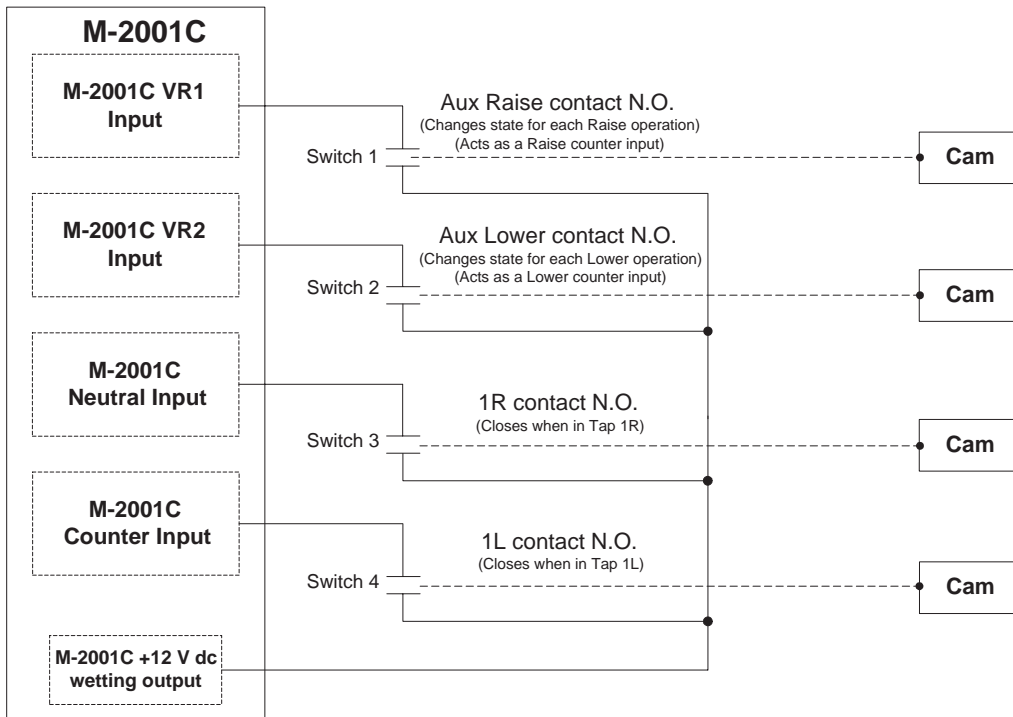 M-2001C
M-2001C VR1
Input
Aux Raise contact N.O.
(Changes state for each Raise operation)
(Acts as a Raise counter input)
Switch 1
Cam
M-2001C VR2
Input
Aux Lower contact N.O.
(Changes state for each Lower operation)
(Acts as a Lower counter input)
Switch 2
Cam
M-2001C
Neutral Input
1R contact N.O.
(Closes when in Tap 1R)
Switch 3
Cam
M-2001C
Counter Input
1L contact N.O.
(Closes when in Tap 1L)
Switch 4
Cam
M-2001C +12 V dc
wetting output